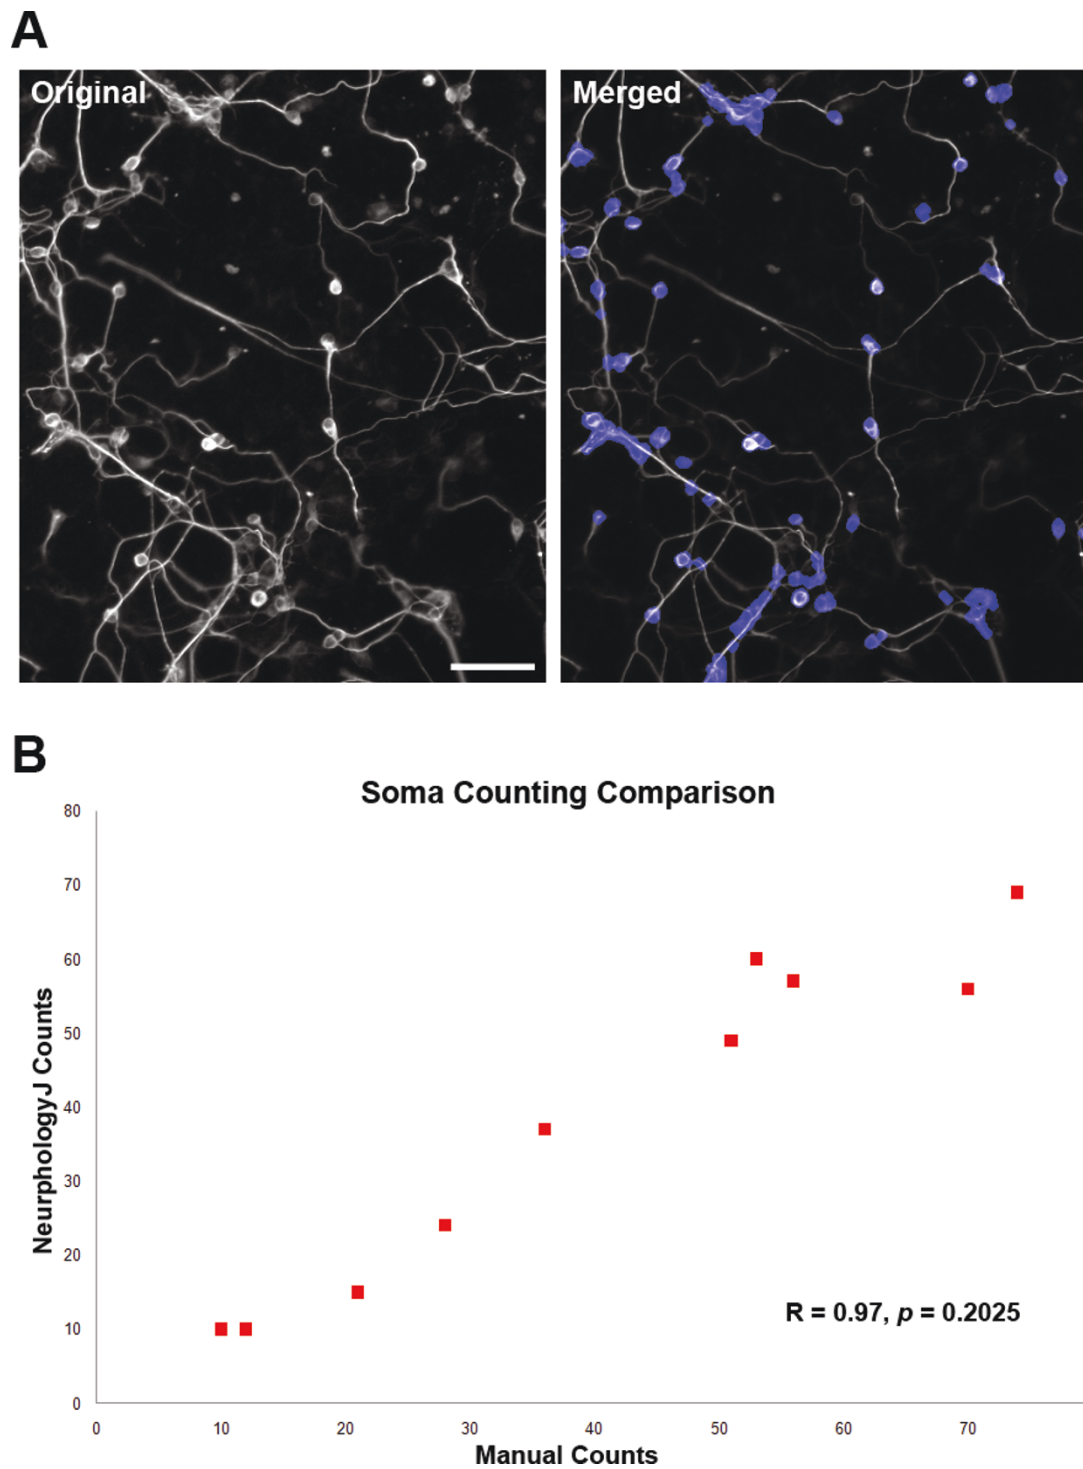 A
Original
Merged
B
Soma Counting Comparison
80
70
60
50
40
30
20
10
0
NeurphologyJ Counts
R = 0.97, p = 0.2025
0 10 20 30 40 50 60 70
Manual Counts